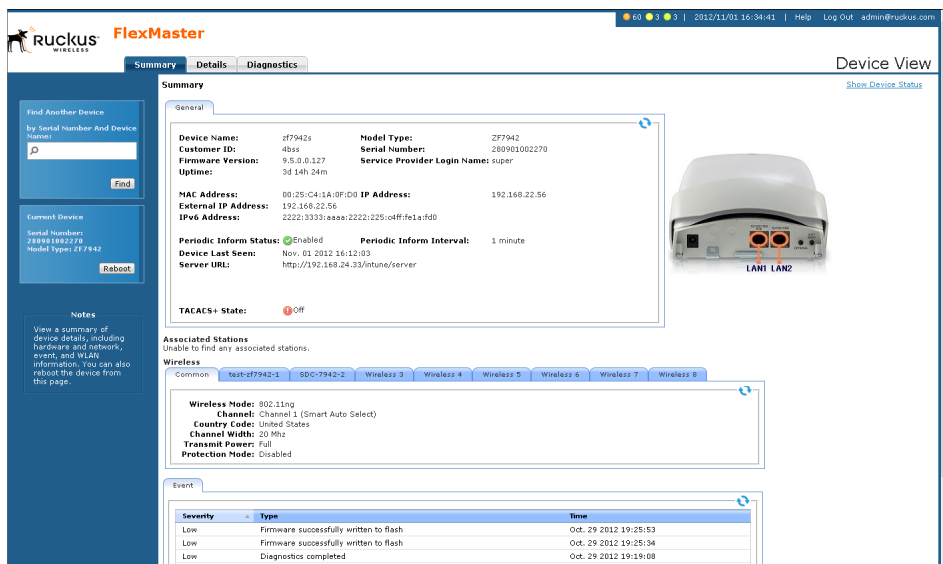 60 3 3 | 2012/11/01 16:34:41 | Help Log Out admin@ruckus.com
RUCKUS WIRELESS FlexMaster
Summary Details Diagnostics Device View
Summary Show Device Status
Find Another Device
by Serial Number And Device Name:
Find
Current Device
Serial Number:
280901002270
Model Type: ZF7942
Reboot
Notes
View a summary of
device details, including
hardware and network,
event, and WLAN
information. You can also
reboot the device from
this page.
General
Device Name: zf7942s Model Type: ZF7942
Customer ID: 4bss Serial Number: 280901002270
Firmware Version: 9.5.0.0.127 Service Provider Login Name: super
Uptime: 3d 14h 24m
MAC Address: 00:25:C4:1A:0F:D0 IP Address: 192.168.22.56
External IP Address: 192.168.22.56
IPv6 Address: 2222:3333:aaaa:2222:225:c4ff:fe1a:fd0
Periodic Inform Status: Enabled Periodic Inform Interval: 1 minute
Device Last Seen: Nov. 01 2012 16:12:03
Server URL: http://192.168.24.33/intune/server
TACACS+ State: Off
LAN1 LAN2
Associated Stations
Unable to find any associated stations.
Wireless
Common test-zf7942-1 SDC-7942-2 Wireless 3 Wireless 4 Wireless 5 Wireless 6 Wireless 7 Wireless 8
Wireless Mode: 802.11ng
Channel: Channel 1 (Smart Auto Select)
Country Code: United States
Channel Width: 20 Mhz
Transmit Power: Full
Protection Mode: Disabled
Event
Severity Type Time
Low Firmware successfully written to flash Oct. 29 2012 19:25:53
Low Firmware successfully written to flash Oct. 29 2012 19:25:34
Low Diagnostics completed Oct. 29 2012 19:19:08